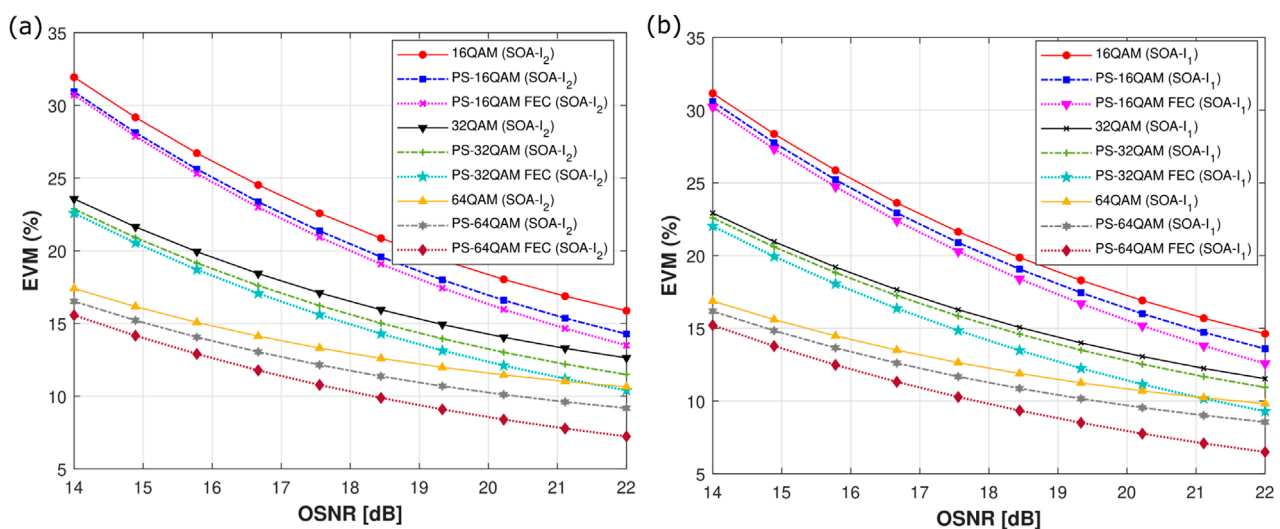 (a)
35
30
25
20
15
10
5
EVM (%)
14 15 16 17 18 19 20 21 22
OSNR [dB]
16QAM (SOA-I₂)
PS-16QAM (SOA-I₂)
PS-16QAM FEC (SOA-I₂)
32QAM (SOA-I₂)
PS-32QAM (SOA-I₂)
PS-32QAM FEC (SOA-I₂)
64QAM (SOA-I₂)
PS-64QAM (SOA-I₂)
PS-64QAM FEC (SOA-I₂)
(b)
35
30
25
20
15
10
5
EVM (%)
14 15 16 17 18 19 20 21 22
OSNR [dB]
16QAM (SOA-I₁)
PS-16QAM (SOA-I₁)
PS-16QAM FEC (SOA-I₁)
32QAM (SOA-I₁)
PS-32QAM (SOA-I₁)
PS-32QAM FEC (SOA-I₁)
64QAM (SOA-I₁)
PS-64QAM (SOA-I₁)
PS-64QAM FEC (SOA-I₁)